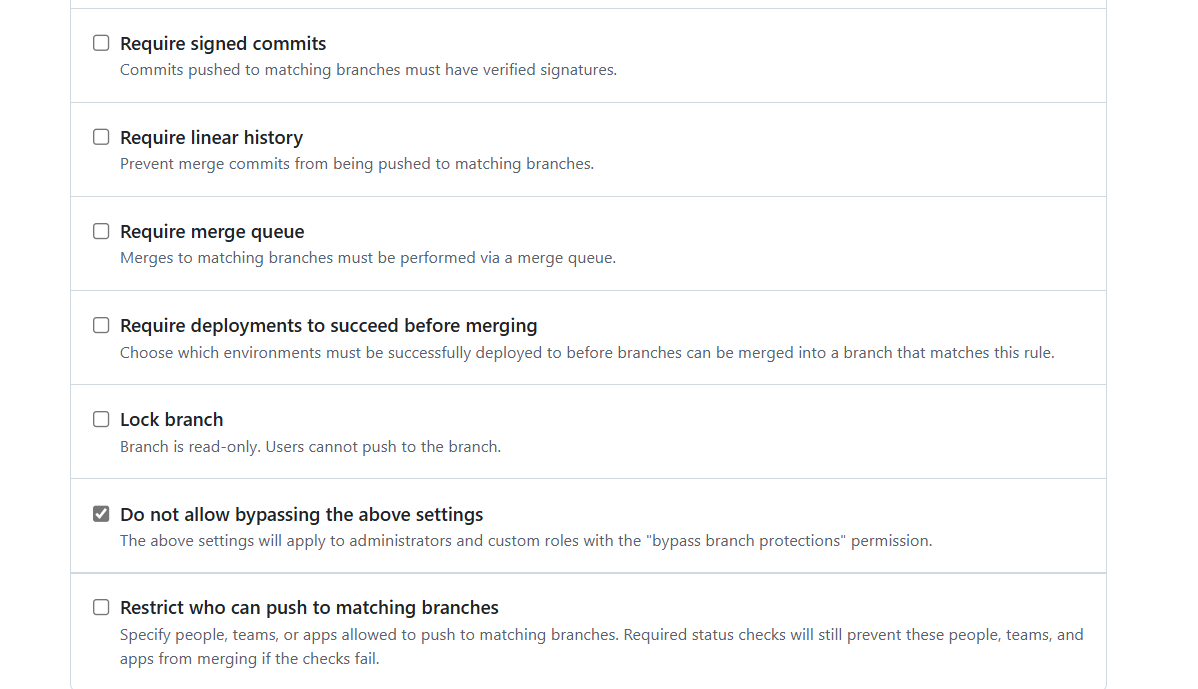 Require signed commits
Commits pushed to matching branches must have verified signatures.
Require linear history
Prevent merge commits from being pushed to matching branches.
Require merge queue
Merges to matching branches must be performed via a merge queue.
Require deployments to succeed before merging
Choose which environments must be successfully deployed to before branches can be merged into a branch that matches this rule.
Lock branch
Branch is read-only. Users cannot push to the branch.
Do not allow bypassing the above settings
The above settings will apply to administrators and custom roles with the "bypass branch protections" permission.
Restrict who can push to matching branches
Specify people, teams, or apps allowed to push to matching branches. Required status checks will still prevent these people, teams, and
apps from merging if the checks fail.